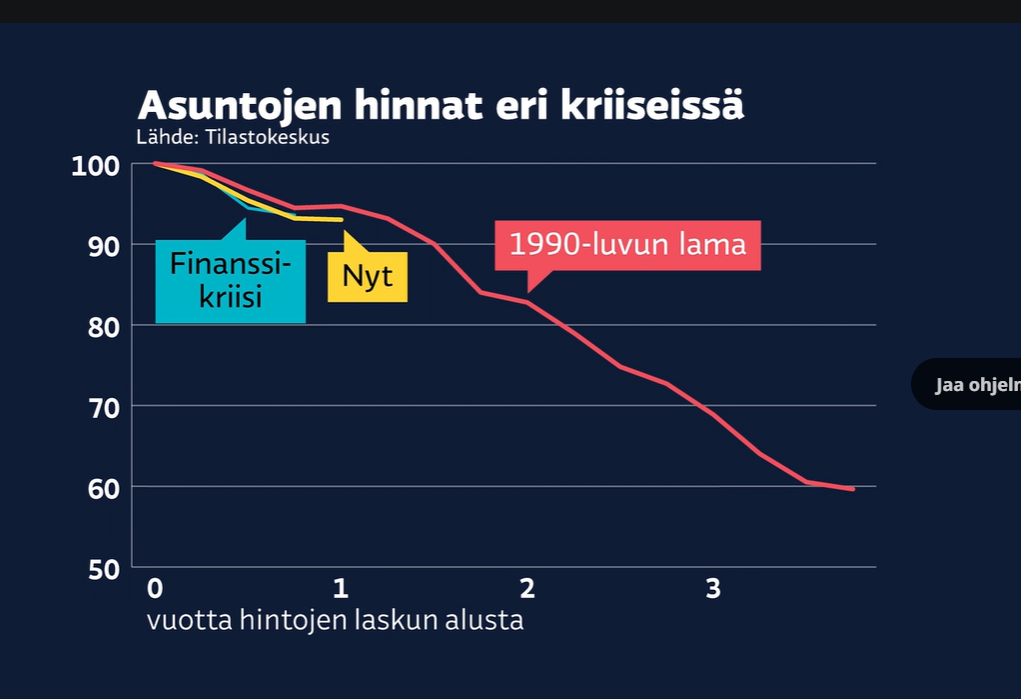 Asuntojen hinnat eri kriiseissä
Lähde: Tilastokeskus
100
90
80
70
60
50
Finanssi-
kriisi
Nyt
1990-luvun lama
0 1 2 3
vuotta hintojen laskun alusta
Jaa